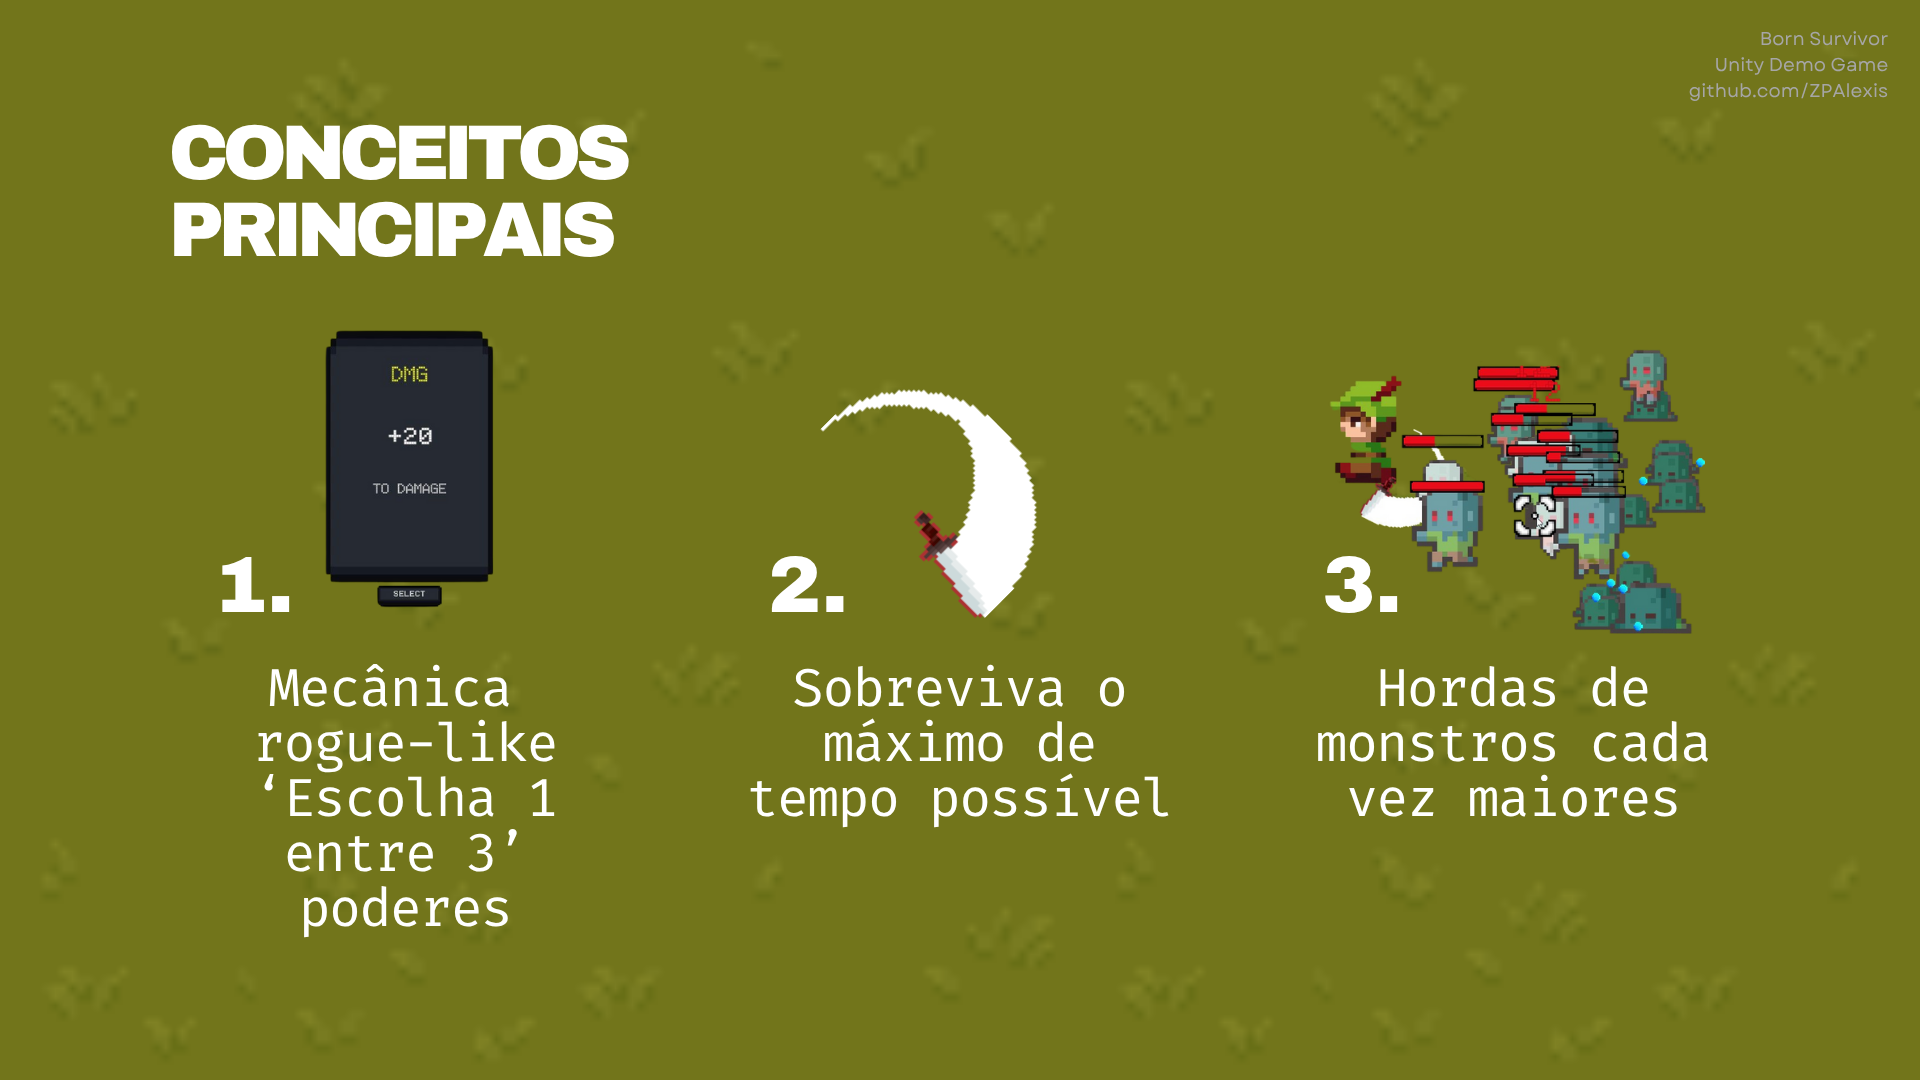 Born Survivor
Unity Demo Game
github.com/ZPAlexis
CONCEITOS
PRINCIPAIS
DMG
+20
TO DAMAGE
SELECT
1.
Mecânica
rogue-like
‘Escolha 1
entre 3’
poderes
2.
Sobreviva o
máximo de
tempo possível
12
3.
Hordas de
monstros cada
vez maiores